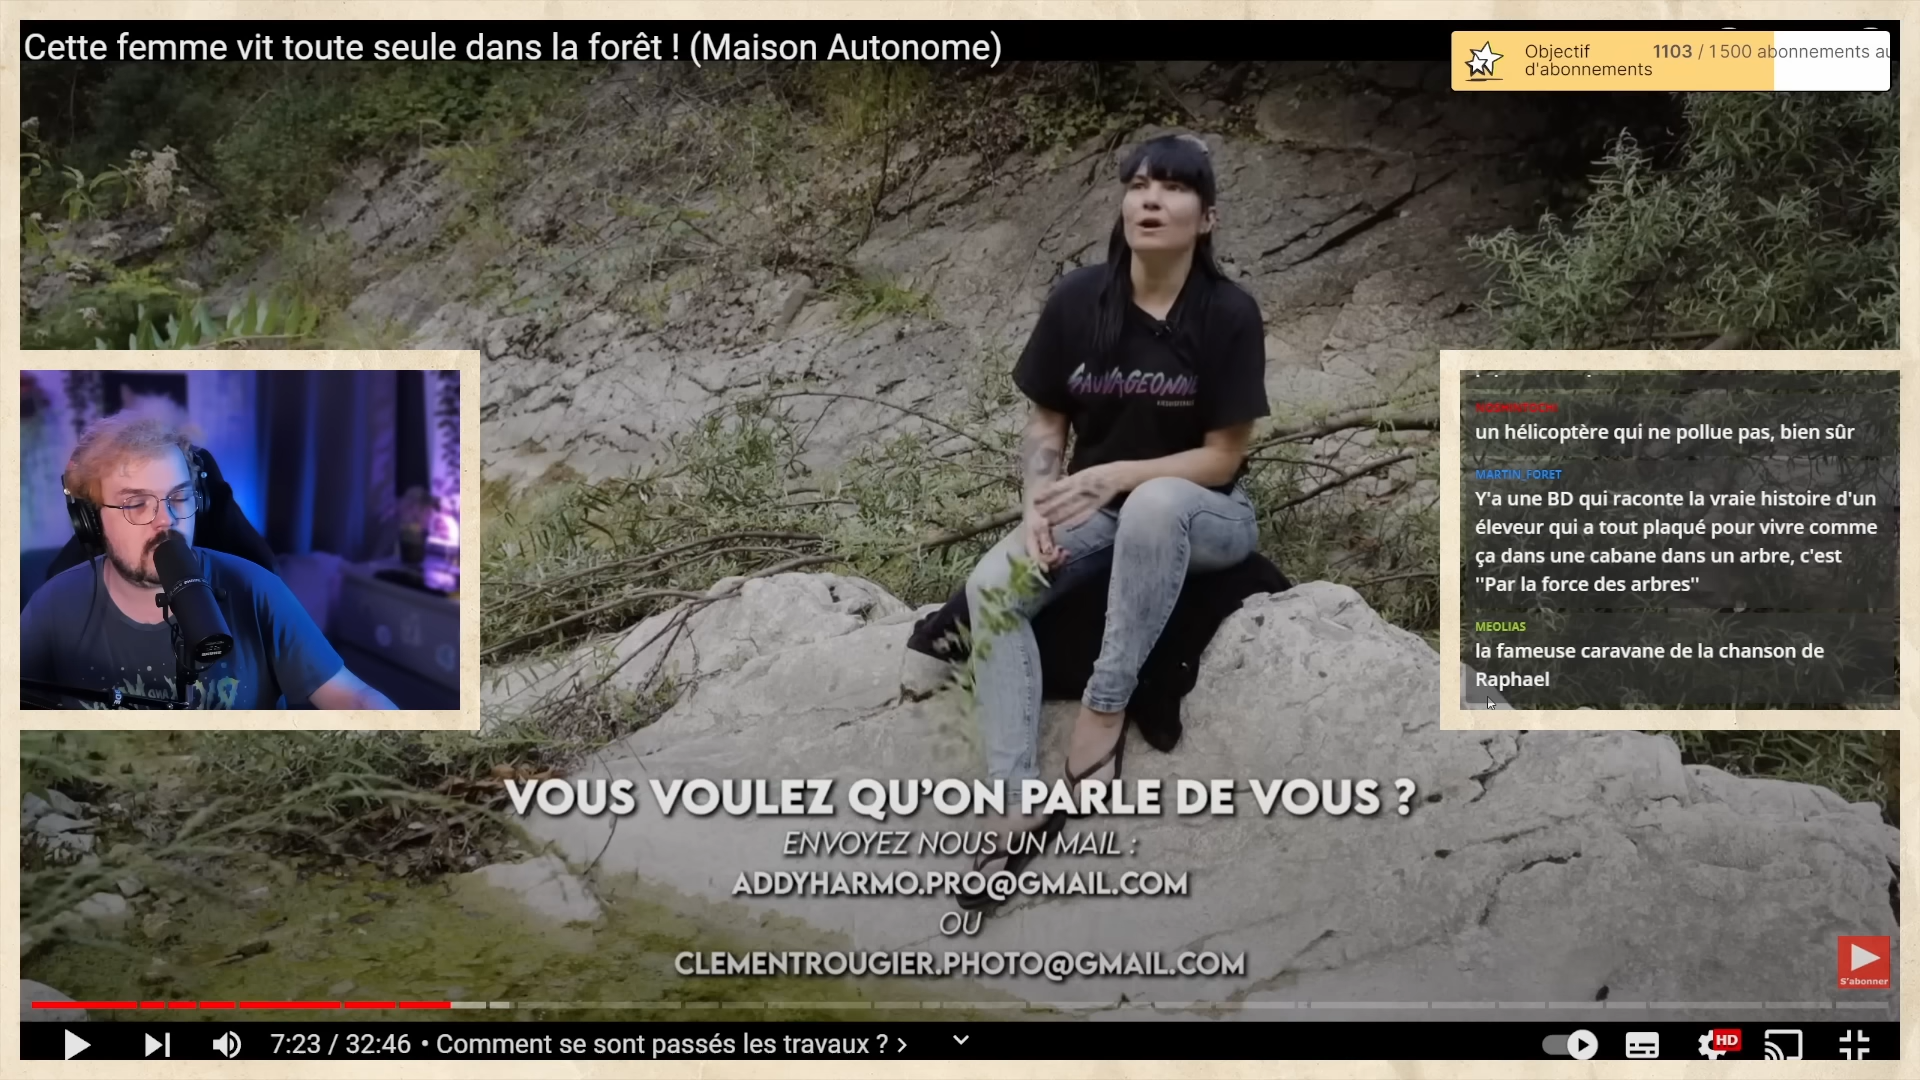 Cette femme vit toute seule dans la forêt ! (Maison Autonome)
Objectif d'abonnements
1103 / 1 500 abonnements au
SAUVAGEONNE
un hélicoptère qui ne pollue pas, bien sûr
MARTIN_FORET
Y'a une BD qui raconte la vraie histoire d'un
éleveur qui a tout plaqué pour vivre comme
ça dans une cabane dans un arbre, c'est
"Par la force des arbres"
MEOLIAS
la fameuse caravane de la chanson de
Raphael
VOUS VOULEZ QU'ON PARLE DE VOUS ?
ENVOYEZ NOUS UN MAIL :
ADDYHARMO.PRO@GMAIL.COM
OU
CLEMENTROUGIER.PHOTO@GMAIL.COM
S'abonner
7:23 / 32:46 • Comment se sont passés les travaux ? >
HD